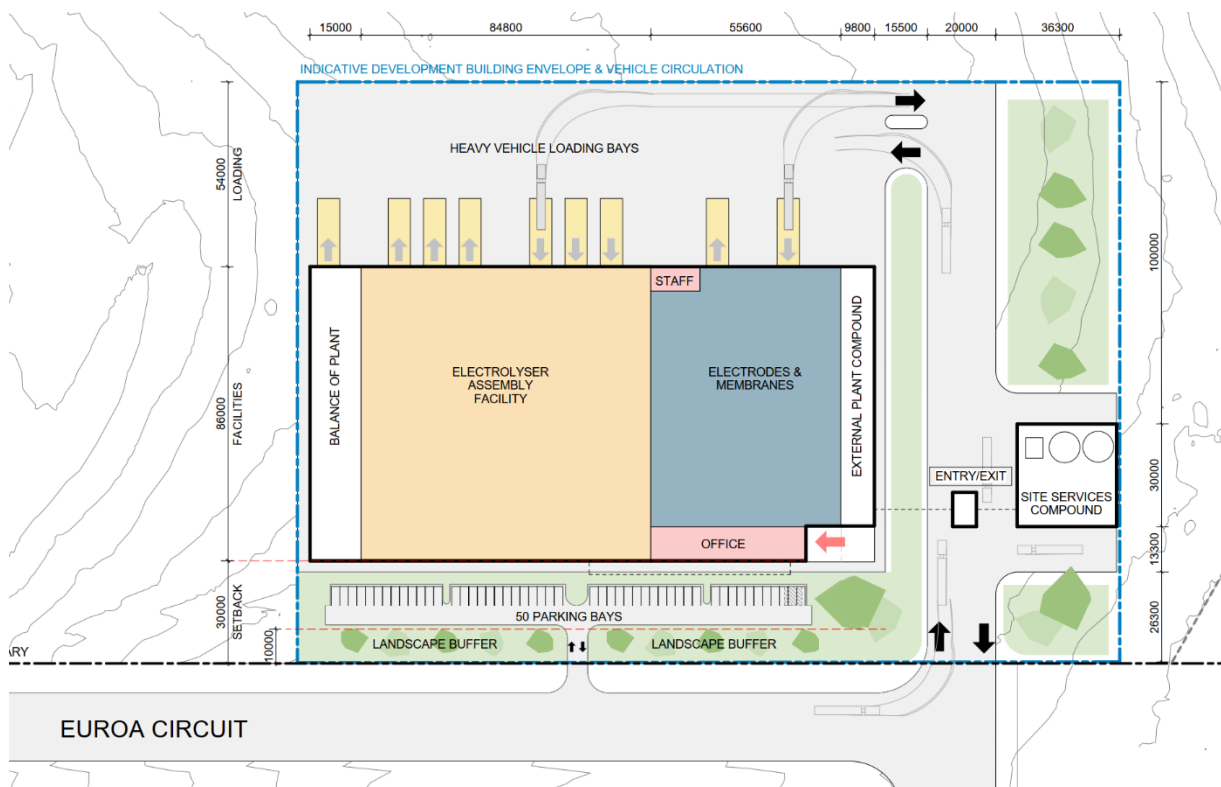 15000
84800
55600
9800
15500
20000
36300
INDICATIVE DEVELOPMENT BUILDING ENVELOPE & VEHICLE CIRCULATION
54000
LOADING
HEAVY VEHICLE LOADING BAYS
100000
86000
FACILITIES
BALANCE OF PLANT
ELECTROLYSER
ASSEMBLY
FACILITY
STAFF
ELECTRODES &
MEMBRANES
EXTERNAL PLANT COMPOUND
OFFICE
ENTRY/EXIT
SITE SERVICES
COMPOUND
30000
13300
26300
30000
SETBACK
10000
50 PARKING BAYS
LANDSCAPE BUFFER
LANDSCAPE BUFFER
ARY
EUROA CIRCUIT